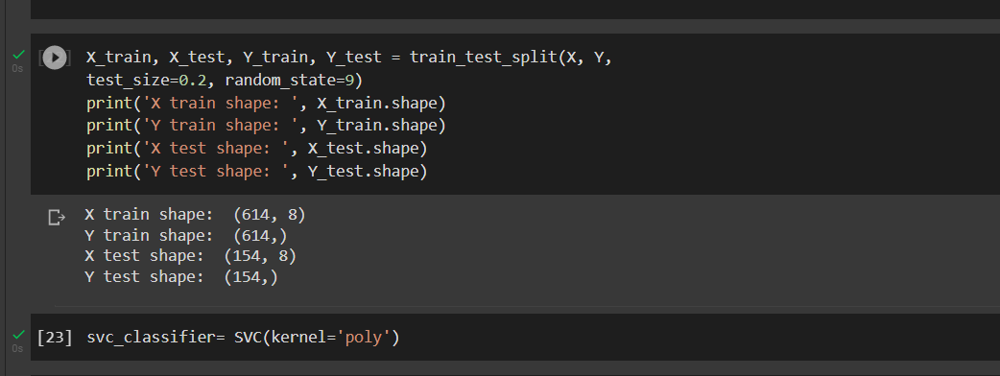 0s
X_train, X_test, Y_train, Y_test = train_test_split(X, Y,
test_size=0.2, random_state=9)
print('X train shape: ', X_train.shape)
print('Y train shape: ', Y_train.shape)
print('X test shape: ', X_test.shape)
print('Y test shape: ', Y_test.shape)
X train shape:  (614, 8)
Y train shape:  (614,)
X test shape:  (154, 8)
Y test shape:  (154,)
0s
[23] svc_classifier= SVC(kernel='poly')